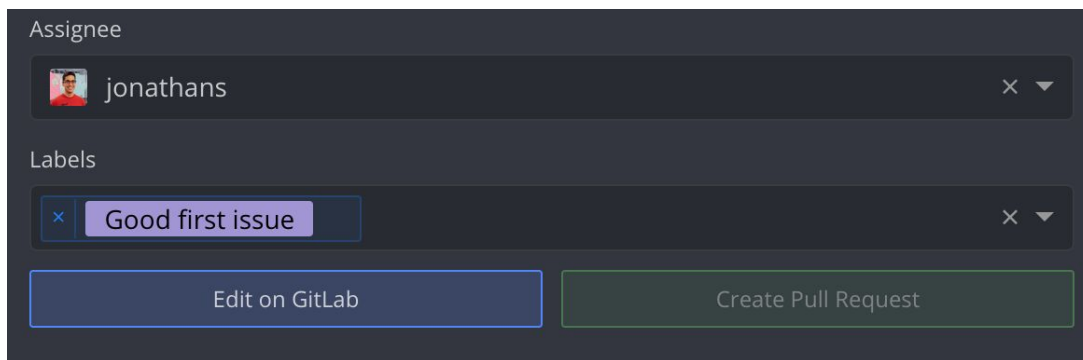 Assignee
jonathans
Labels
Good first issue
Edit on GitLab
Create Pull Request